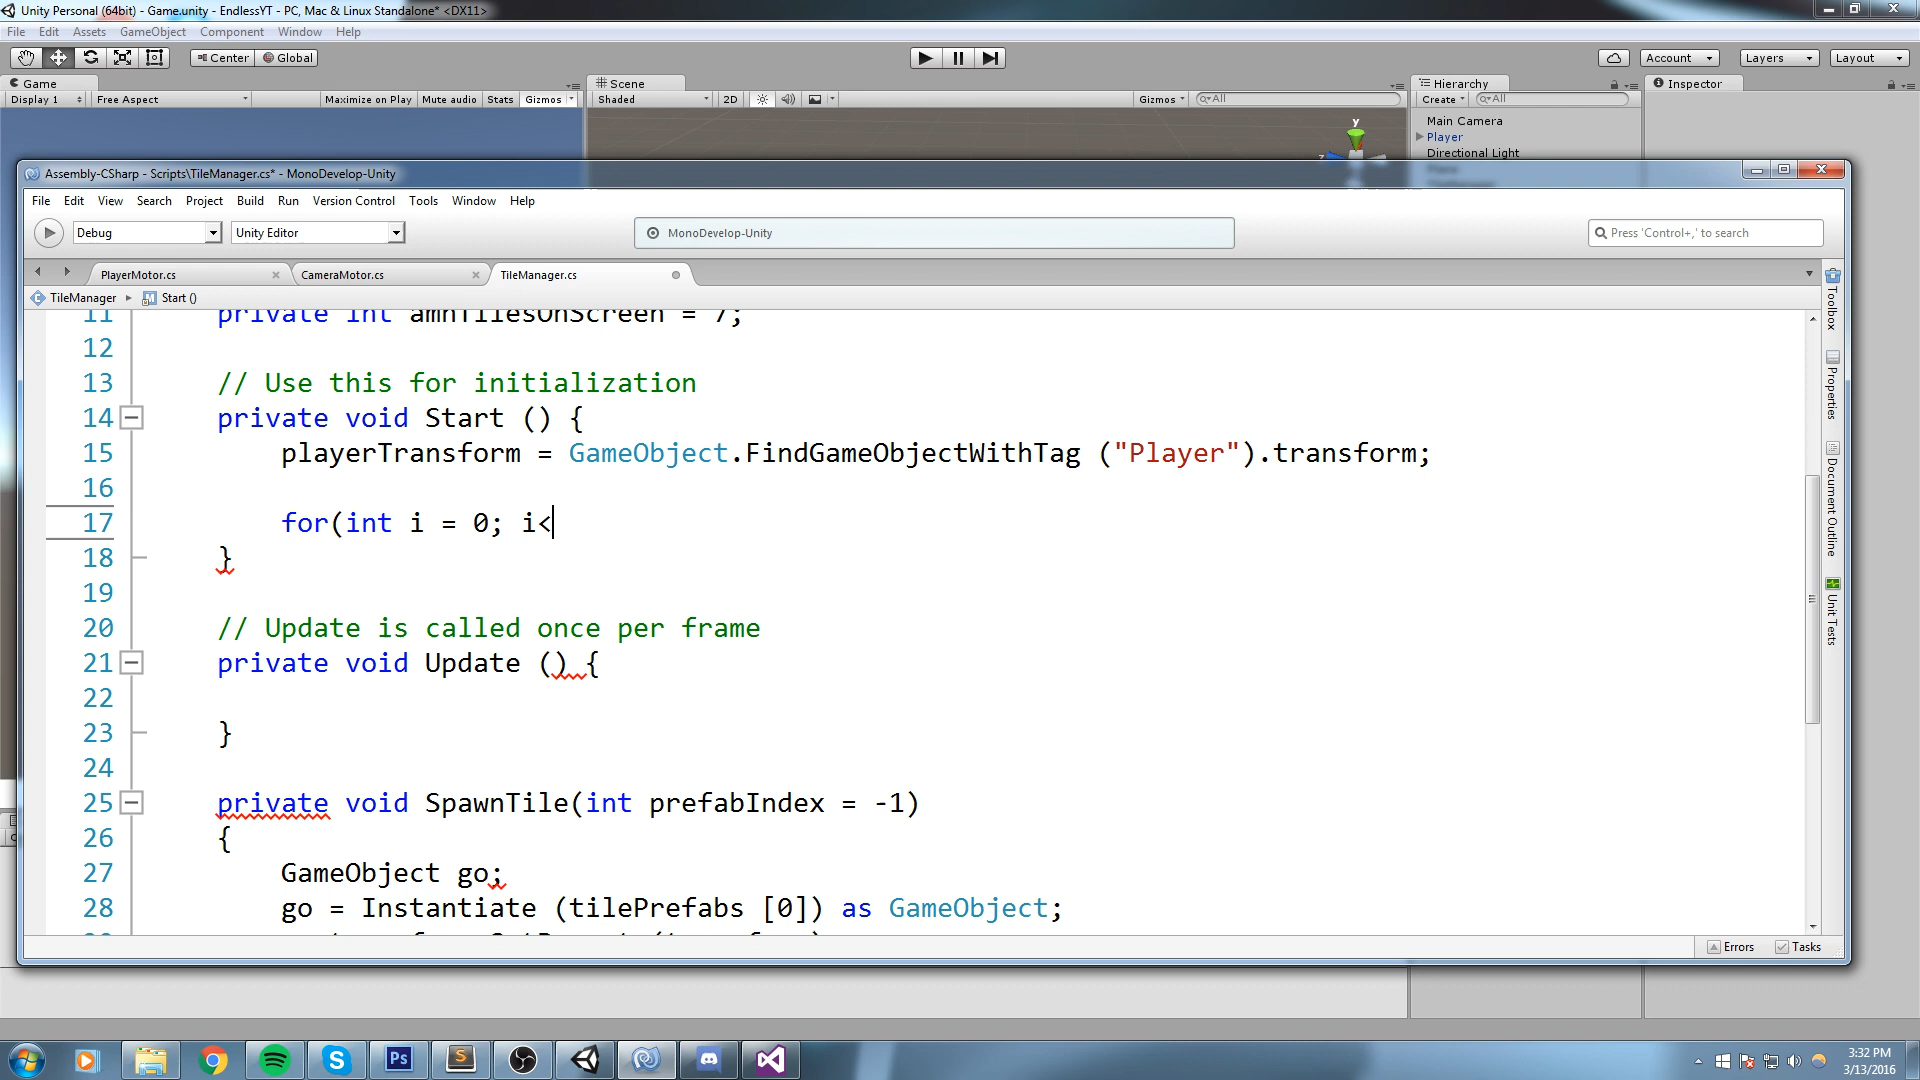 Unity Personal (64bit) - Game.unity - EndlessYT - PC, Mac & Linux Standalone* <DX11>
File Edit Assets GameObject Component Window Help
Center Global Account Layers Layout
Game Scene Hierarchy Inspector
Display 1 Free Aspect Maximize on Play Mute audio Stats Gizmos Shaded 2D Gizmos All Create All
y
Main Camera
Player
Directional Light
Assembly-CSharp - Scripts\TileManager.cs* - MonoDevelop-Unity
File Edit View Search Project Build Run Version Control Tools Window Help
Debug Unity Editor MonoDevelop-Unity Press 'Control+,' to search
PlayerMotor.cs CameraMotor.cs TileManager.cs
TileManager Start ()
11 private int amnTilesOnScreen = 7;
12
13 // Use this for initialization
14 private void Start () {
15 playerTransform = GameObject.FindGameObjectWithTag ("Player").transform;
16
17 for(int i = 0; i<
18 }
19
20 // Update is called once per frame
21 private void Update () {
22
23 }
24
25 private void SpawnTile(int prefabIndex = -1)
26 {
27 GameObject go;
28 go = Instantiate (tilePrefabs [0]) as GameObject;
Toolbox
Properties
Document Outline
Unit Tests
Errors Tasks
Ps
S
3:32 PM
3/13/2016